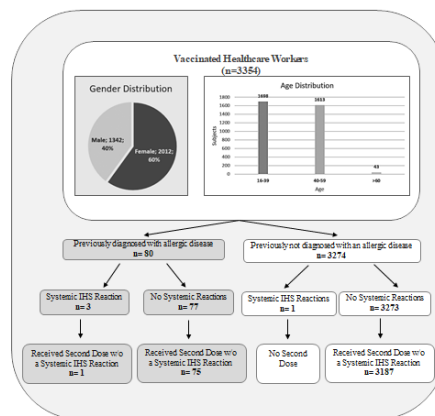 Vaccinated Healthcare Workers
(n=3354)
Gender Distribution
Male; 1342;
40%
Female; 2012;
60%
Age Distribution
Subjects
1800
1600
1400
1200
1000
800
600
400
200
0
1698
1613
43
40-59
>60
Age
Previously diagnosed with allergic disease
n= 80
Previously not diagnosed with an allergic disease
n= 3274
Systemic IHS Reaction
n= 3
No Systemic Reactions
n= 77
Systemic IHS Reactions
n= 1
No Systemic Reactions
n= 3273
Received Second Dose w/o
a Systemic IHS Reaction
n= 1
Received Second Dose w/o
a Systemic IHS Reaction
n= 75
No Second
Dose
Received Second Dose w/o
a Systemic IHS Reaction
n= 3187